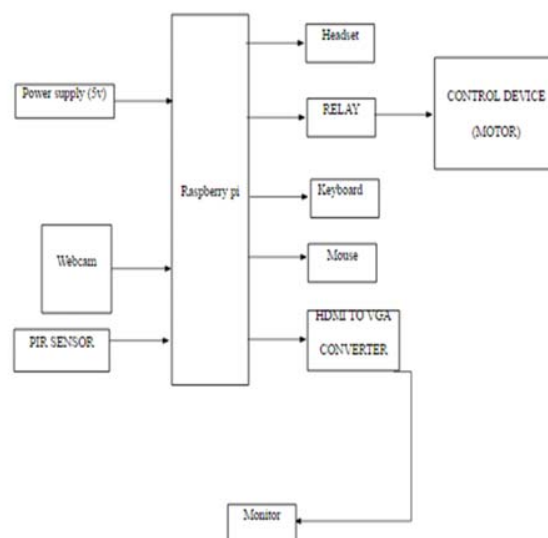 Headset
Power supply (5v)
RELAY
CONTROL DEVICE
(MOTOR)
Raspberry pi
Keyboard
Webcam
Mouse
HDMI TO VGA
CONVERTER
PIR SENSOR
Monitor